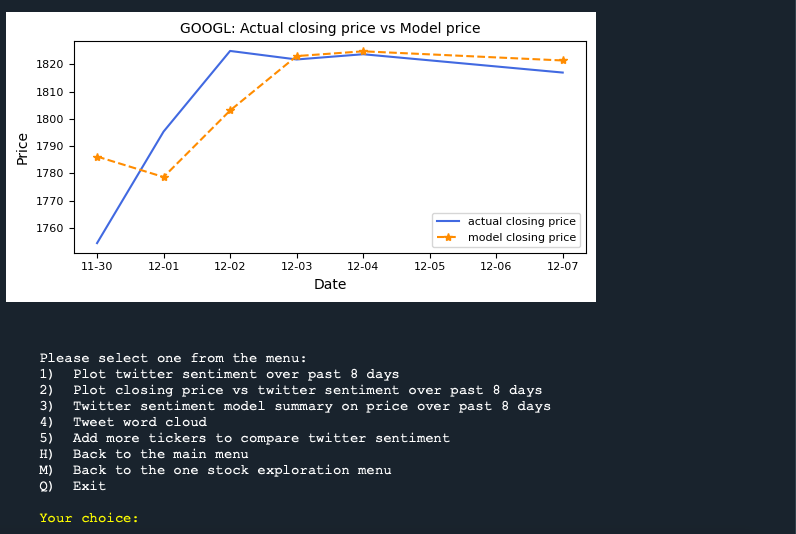 GOOGL: Actual closing price vs Model price
1820
1810
1800
1790
1780
1770
1760
Price
actual closing price
model closing price
11-30 12-01 12-02 12-03 12-04 12-05 12-06 12-07
Date
Please select one from the menu:
1) Plot twitter sentiment over past 8 days
2) Plot closing price vs twitter sentiment over past 8 days
3) Twitter sentiment model summary on price over past 8 days
4) Tweet word cloud
5) Add more tickers to compare twitter sentiment
H) Back to the main menu
M) Back to the one stock exploration menu
Q) Exit
Your choice: